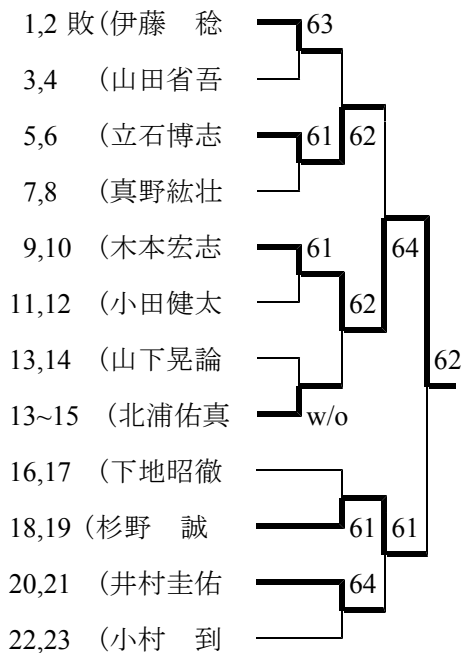 1,2 敗(伊藤　稔
63
3,4　(山田省吾
5,6　(立石博志
61 62
7,8　(真野紘壮
9,10　(木本宏志
61 64
11,12　(小田健太
62
13,14　(山下晃論
62
13~15　(北浦佑真
w/o
16,17　(下地昭徹
18,19 (杉野　誠
61 61
20,21　(井村圭佑
64
22,23　(小村　到